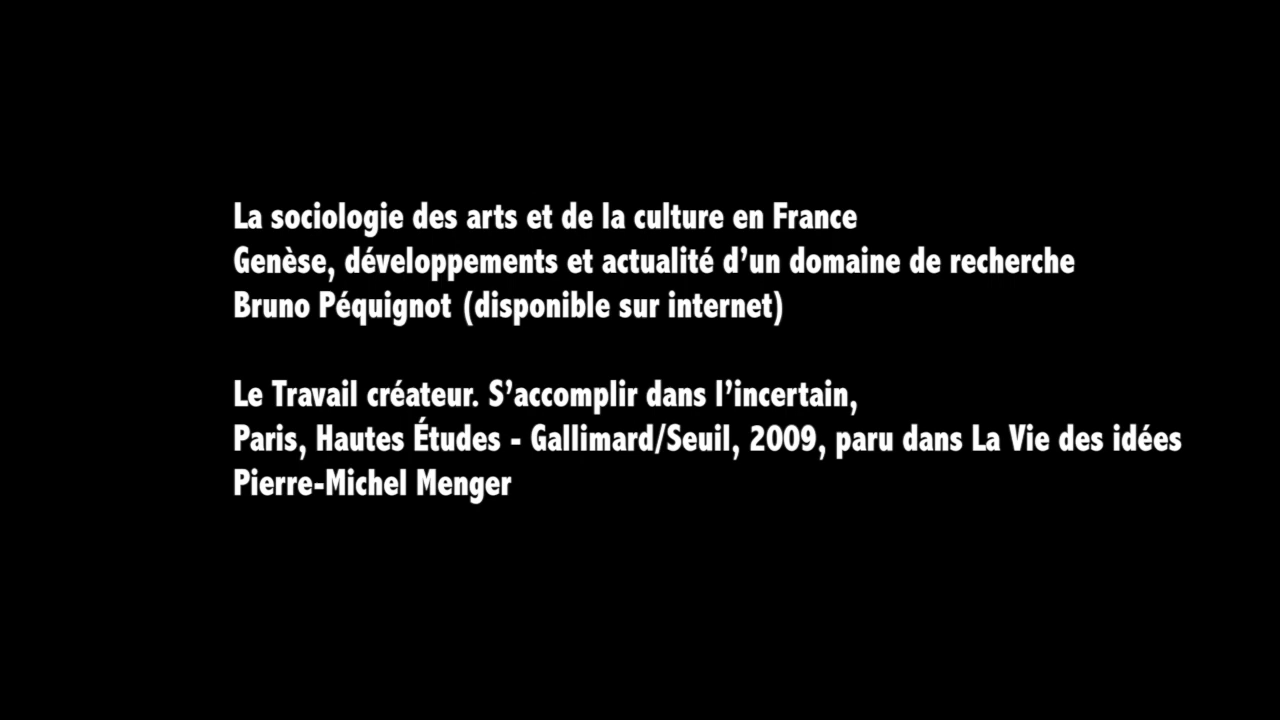 La sociologie des arts et de la culture en France
Genèse, développements et actualité d’un domaine de recherche
Bruno Péquignot (disponible sur internet)
Le Travail créateur. S’accomplir dans l’incertain,
Paris, Hautes Études - Gallimard/Seuil, 2009, paru dans La Vie des idées
Pierre-Michel Menger